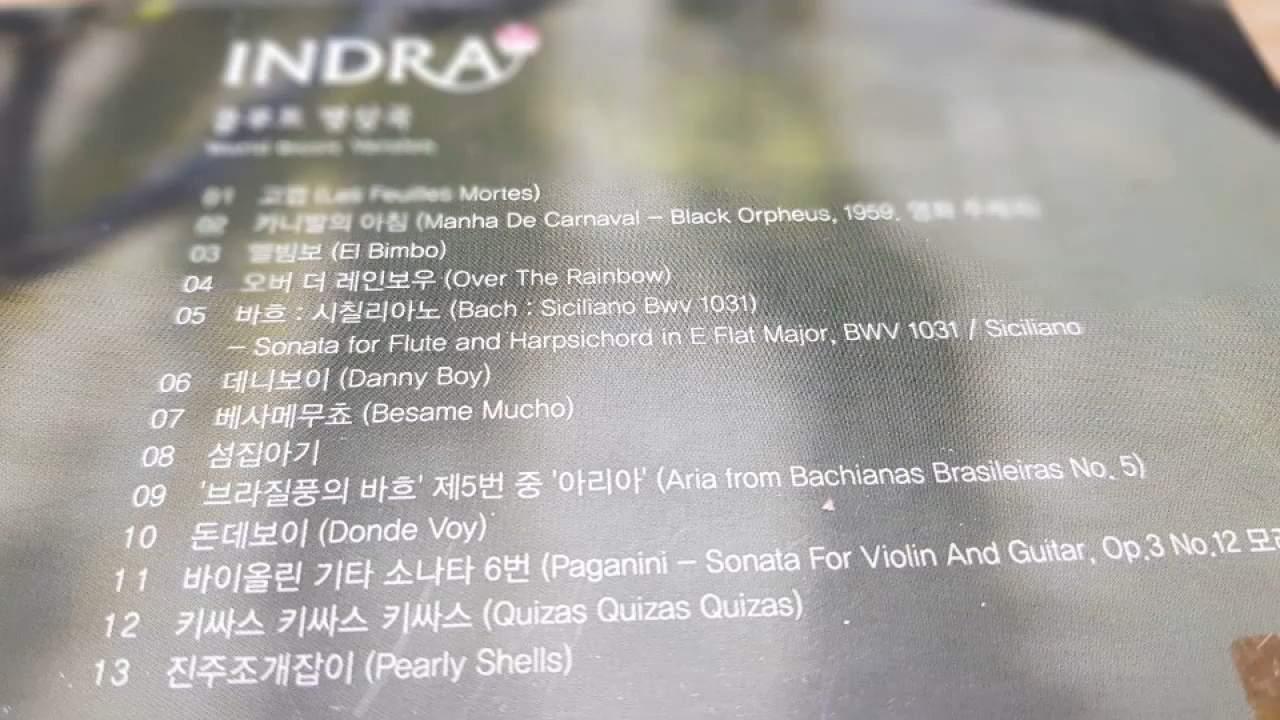 INDRA
플루트 명상곡
01 고엽 (Les Feuilles Mortes)
02 카니발의 아침 (Manha De Carnaval – Black Orpheus, 1959. 영화
03 엘빔보 (El Bimbo)
04 오버 더 레인보우 (Over The Rainbow)
05 바흐 : 시칠리아노 (Bach : Siciliano Bwv 1031)
– Sonata for Flute and Harpsichord in E Flat Major, BWV 1031 / Siciliano
06 데니보이 (Danny Boy)
07 베사메무쵸 (Besame Mucho)
08 섬집아기
09 '브라질풍의 바흐' 제5번 중 '아리아' (Aria from Bachianas Brasileiras No. 5)
10 돈데보이 (Donde Voy)
11 바이올린 기타 소나타 6번 (Paganini – Sonata For Violin And Guitar, Op.3 No.12
12 키싸스 키싸스 키싸스 (Quizas Quizas Quizas)
13 진주조개잡이 (Pearly Shells)